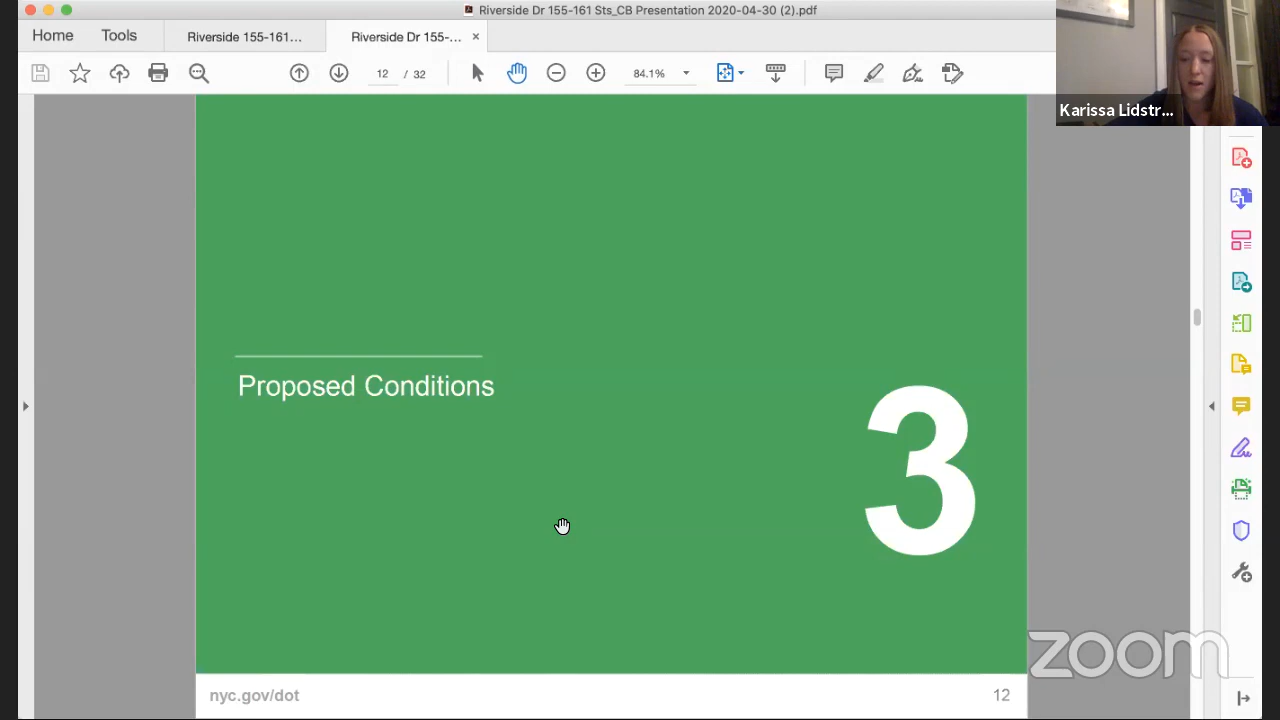 Riverside Dr 155-161 Sts_CB Presentation 2020-04-30 (2).pdf
Home
Tools
Riverside 155-161...
Riverside Dr 155-...
×
12 / 32
84.1%
Karissa Lidstr...
Proposed Conditions
3
nyc.gov/dot
12
zoom